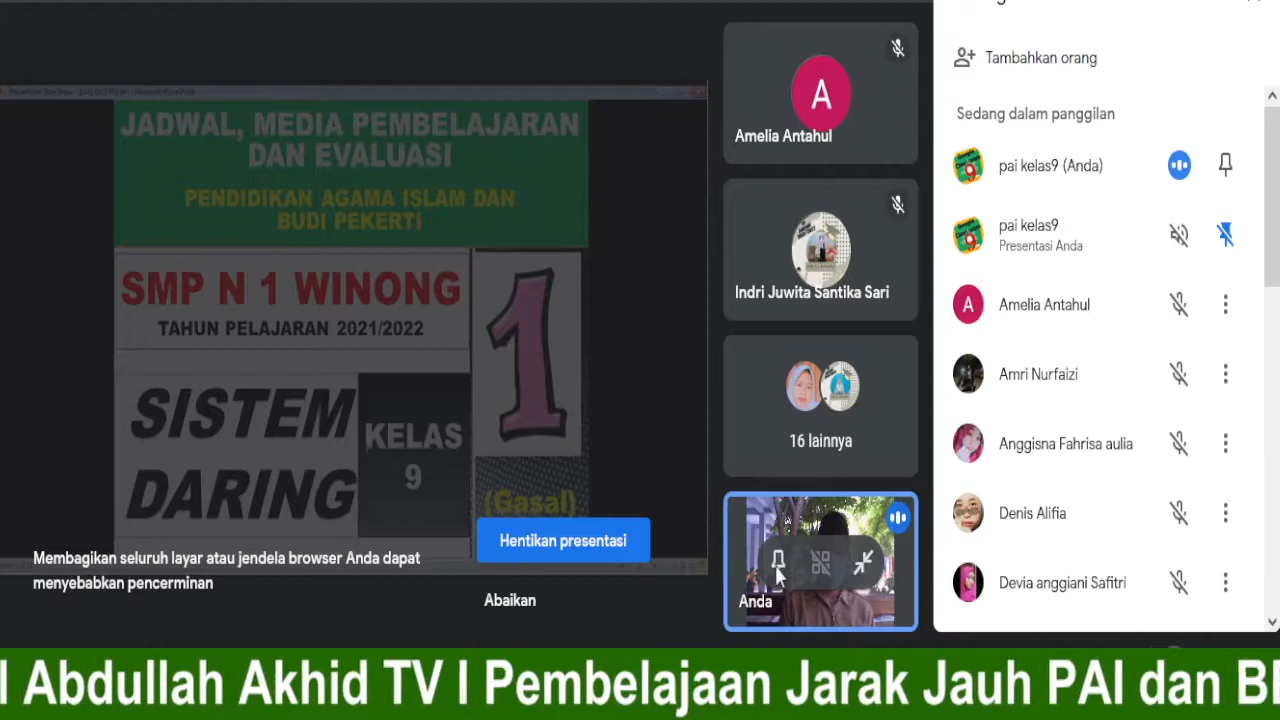 JADWAL, MEDIA PEMBELAJARAN
DAN EVALUASI
PENDIDIKAN AGAMA ISLAM DAN
BUDI PEKERTI
SMP N 1 WINONG
TAHUN PELAJARAN 2021/2022
SISTEM
DARING
KELAS
9
1
(Gasal)
Membagikan seluruh layar atau jendela browser Anda dapat
menyebabkan pencerminan
Hentikan presentasi
Abaikan
A
Amelia Antahul
Indri Juwita Santika Sari
16 lainnya
Anda
Tambahkan orang
Sedang dalam panggilan
pai kelas9 (Anda)
pai kelas9
Presentasi Anda
A
Amelia Antahul
Amri Nurfaizi
Anggisna Fahrisa aulia
Denis Alifia
Devia anggiani Safitri
I Abdullah Akhid TV I Pembelajaan Jarak Jauh PAI dan